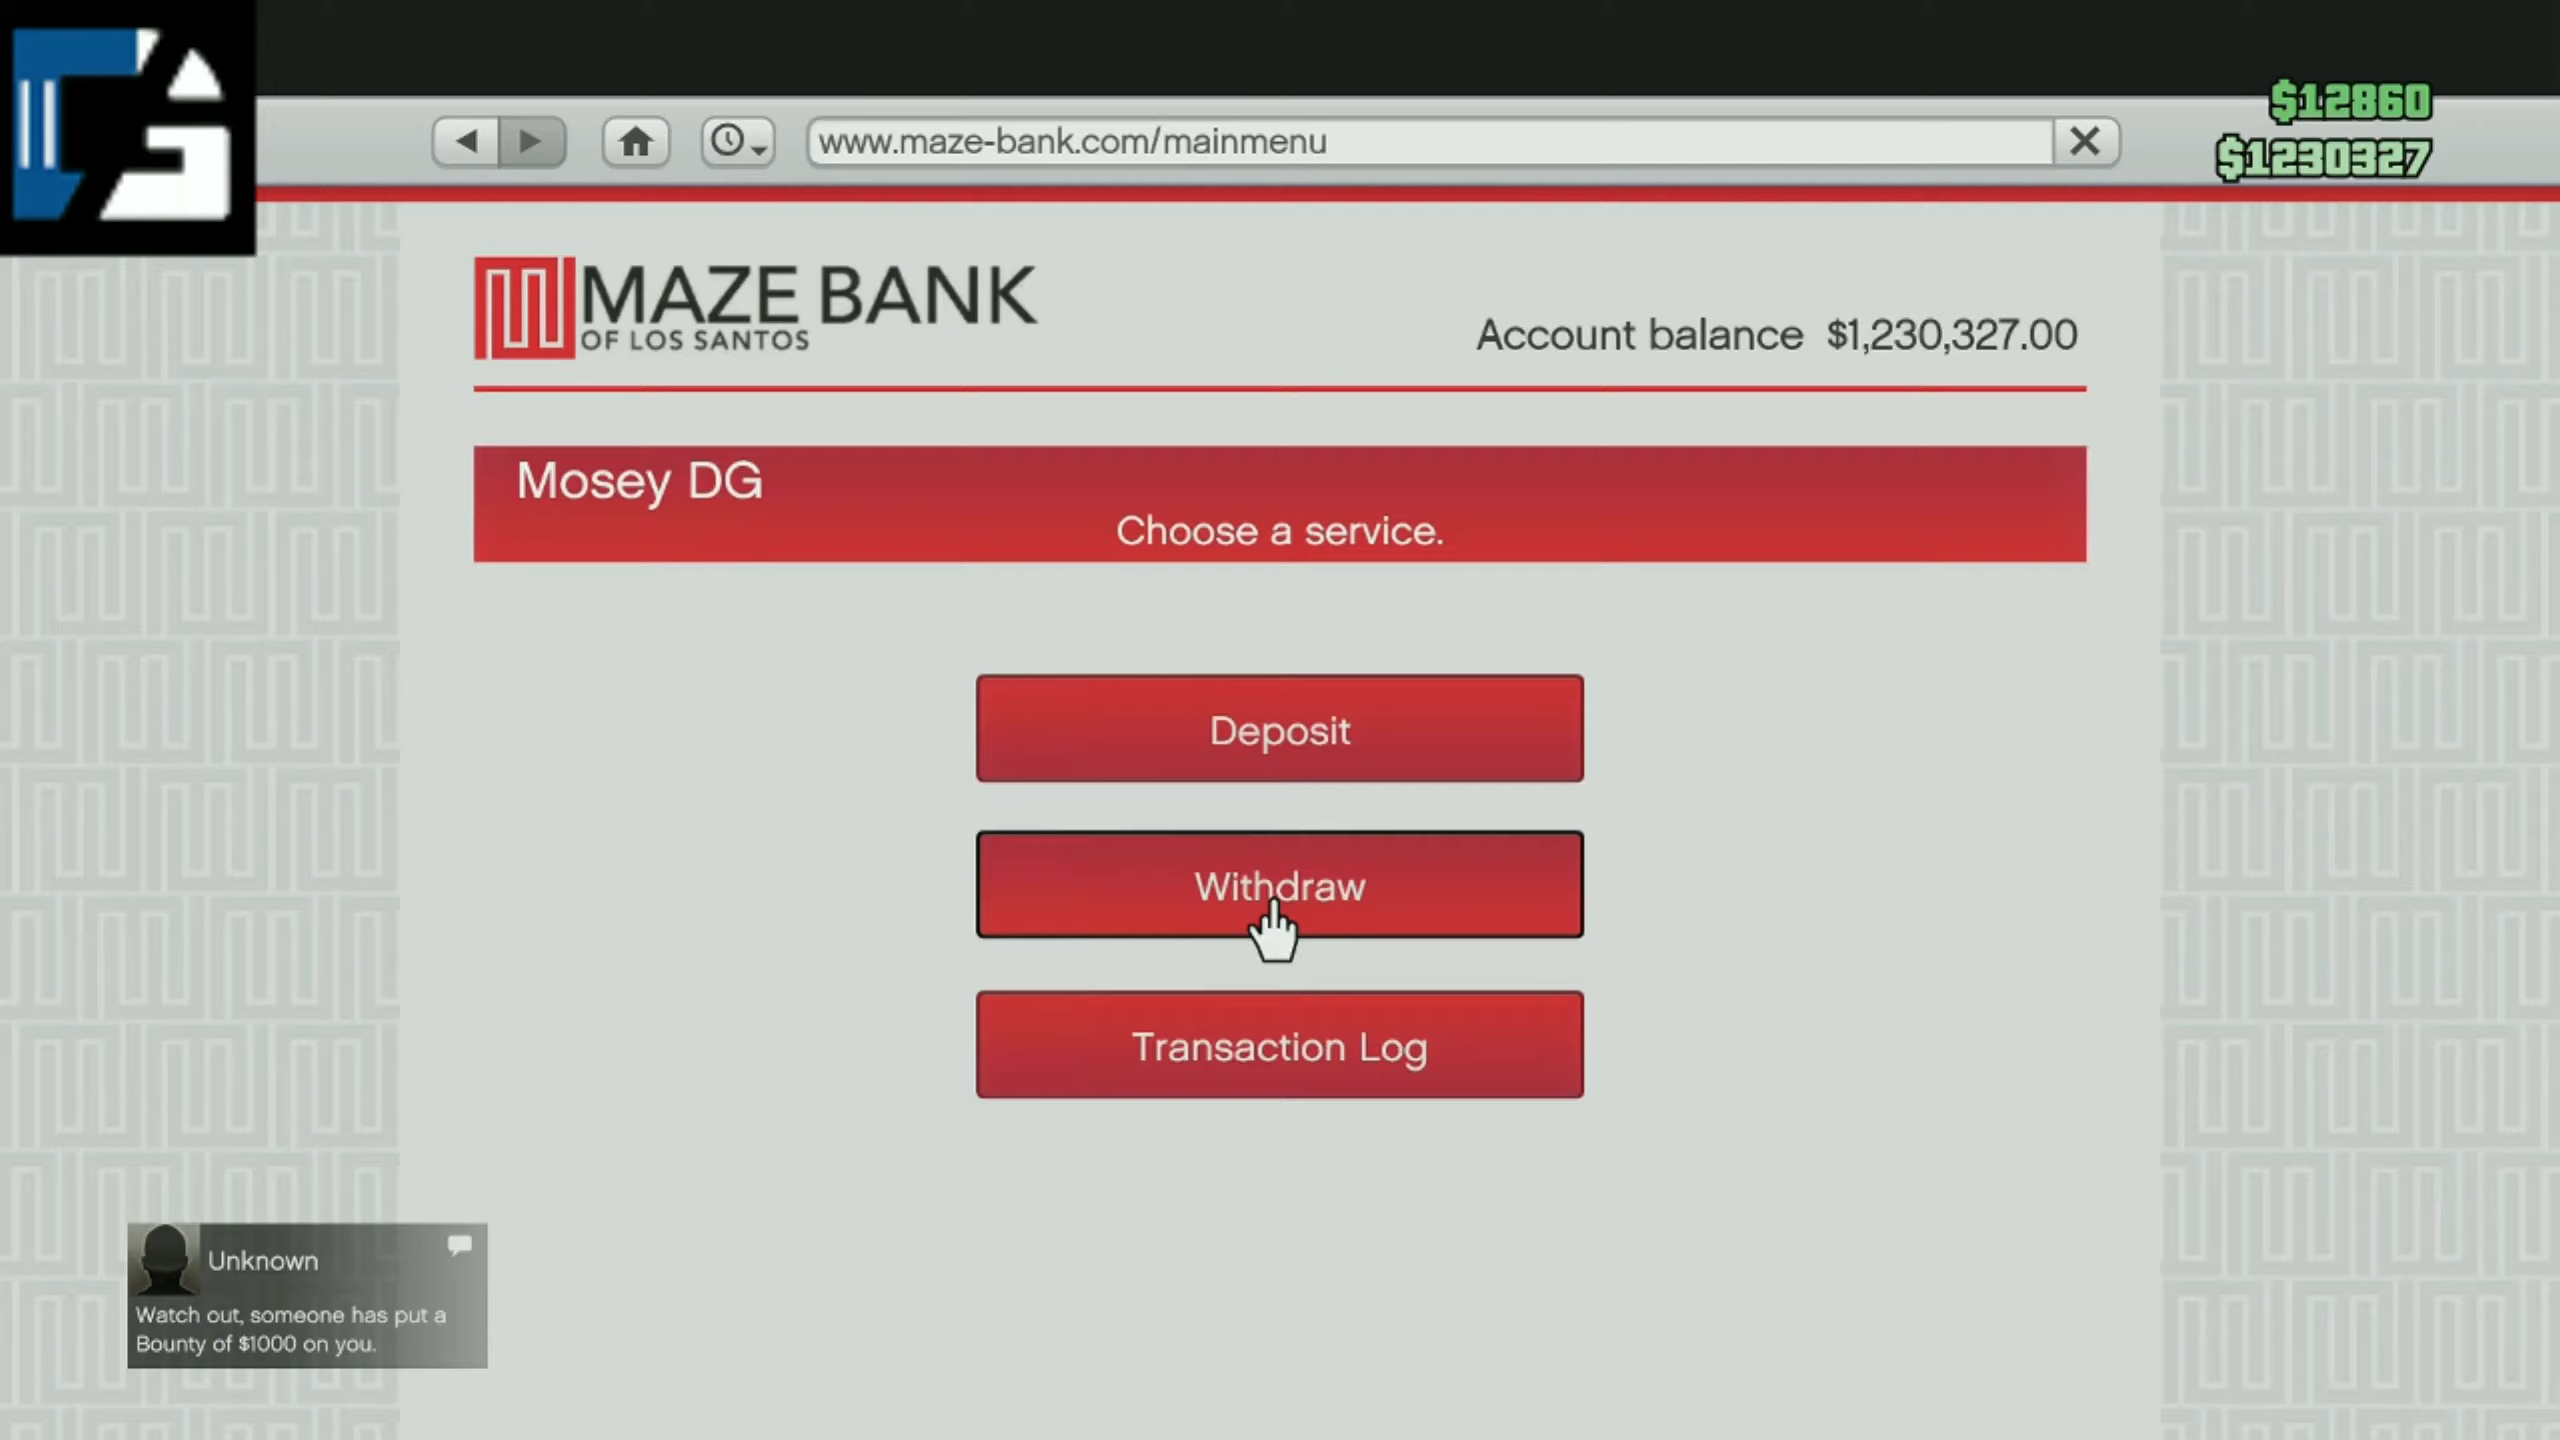 $12860
www.maze-bank.com/mainmenu
$1230327
MAZE BANK
OF LOS SANTOS
Account balance $1,230,327.00
Mosey DG
Choose a service.
Deposit
Withdraw
Transaction Log
Unknown
Watch out, someone has put a
Bounty of $1000 on you.